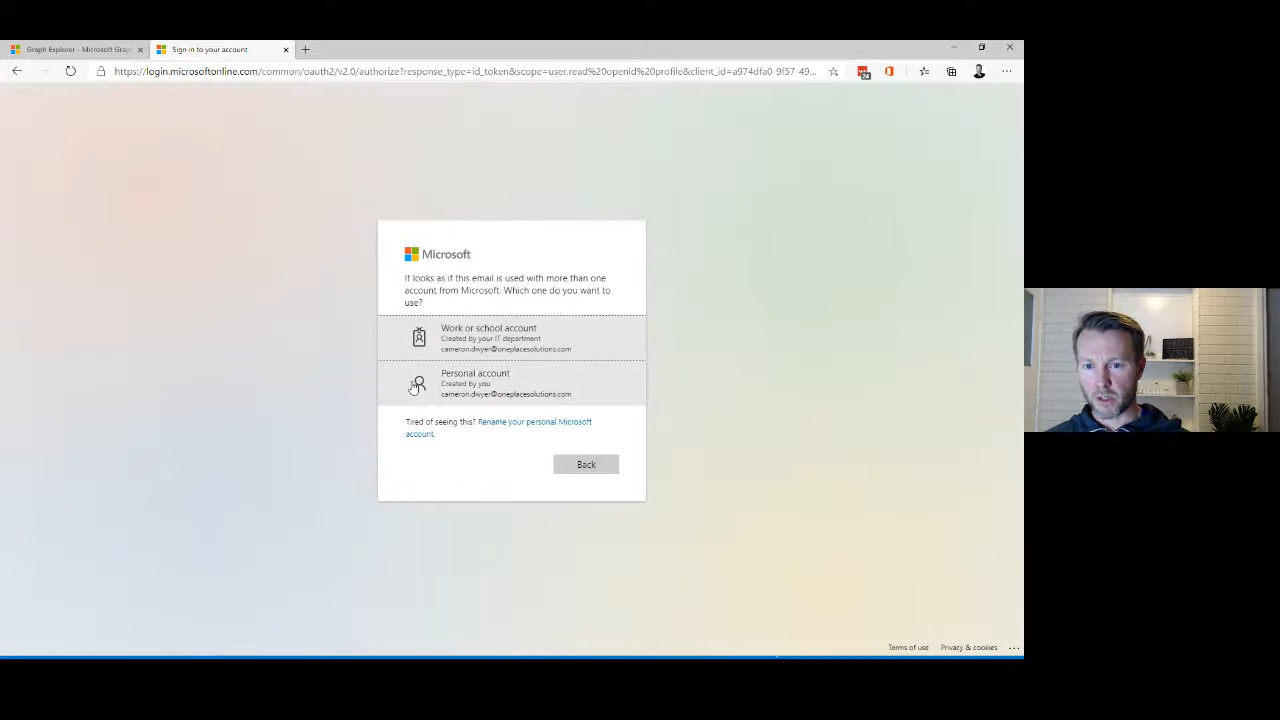 Graph Explorer - Microsoft Grap
Sign in to your account
https://login.microsoftonline.com/common/oauth2/v2.0/authorize?response_type=id_token&scope=user.read%20openid%20profile&client_id=a974dfa0-9f57-49...
24
Microsoft
It looks as if this email is used with more than one
account from Microsoft. Which one do you want to
use?
Work or school account
Created by your IT department
cameron.dwyer@oneplacesolutions.com
Personal account
Created by you
cameron.dwyer@oneplacesolutions.com
Tired of seeing this? Rename your personal Microsoft
account.
Back
Terms of use
Privacy & cookies